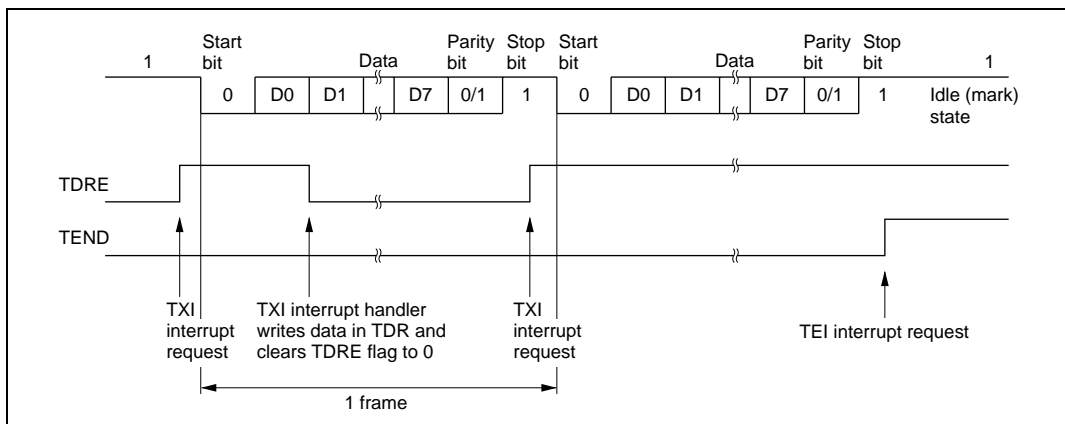 1
Start
bit
Data
Parity
bit
Stop
bit
Start
bit
Data
Parity
bit
Stop
bit
1
0
D0
D1
D7
0/1
1
0
D0
D1
D7
0/1
1
Idle (mark)
state
TDRE
TEND
TXI
interrupt
request
TXI interrupt handler
writes data in TDR and
clears TDRE flag to 0
TXI
interrupt
request
TEI interrupt request
1 frame